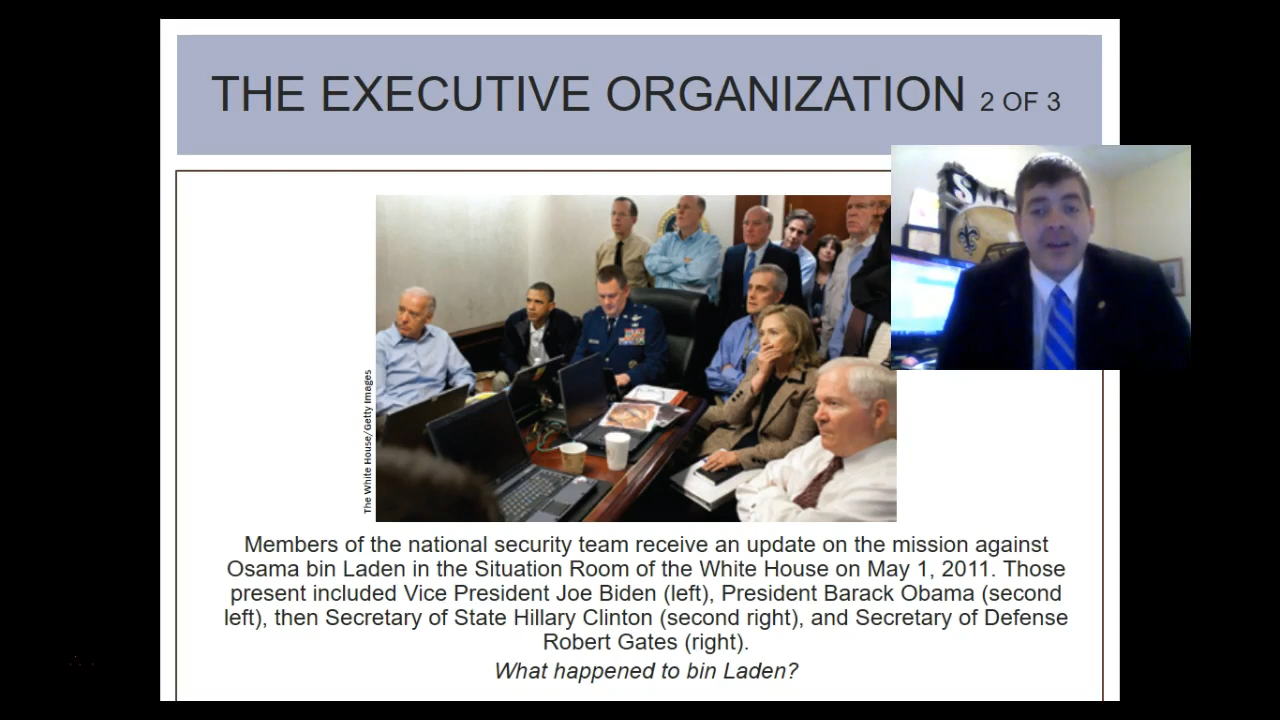 THE EXECUTIVE ORGANIZATION 2 OF 3
The White House/Getty Images
Members of the national security team receive an update on the mission against
Osama bin Laden in the Situation Room of the White House on May 1, 2011. Those
present included Vice President Joe Biden (left), President Barack Obama (second
left), then Secretary of State Hillary Clinton (second right), and Secretary of Defense
Robert Gates (right).
What happened to bin Laden?